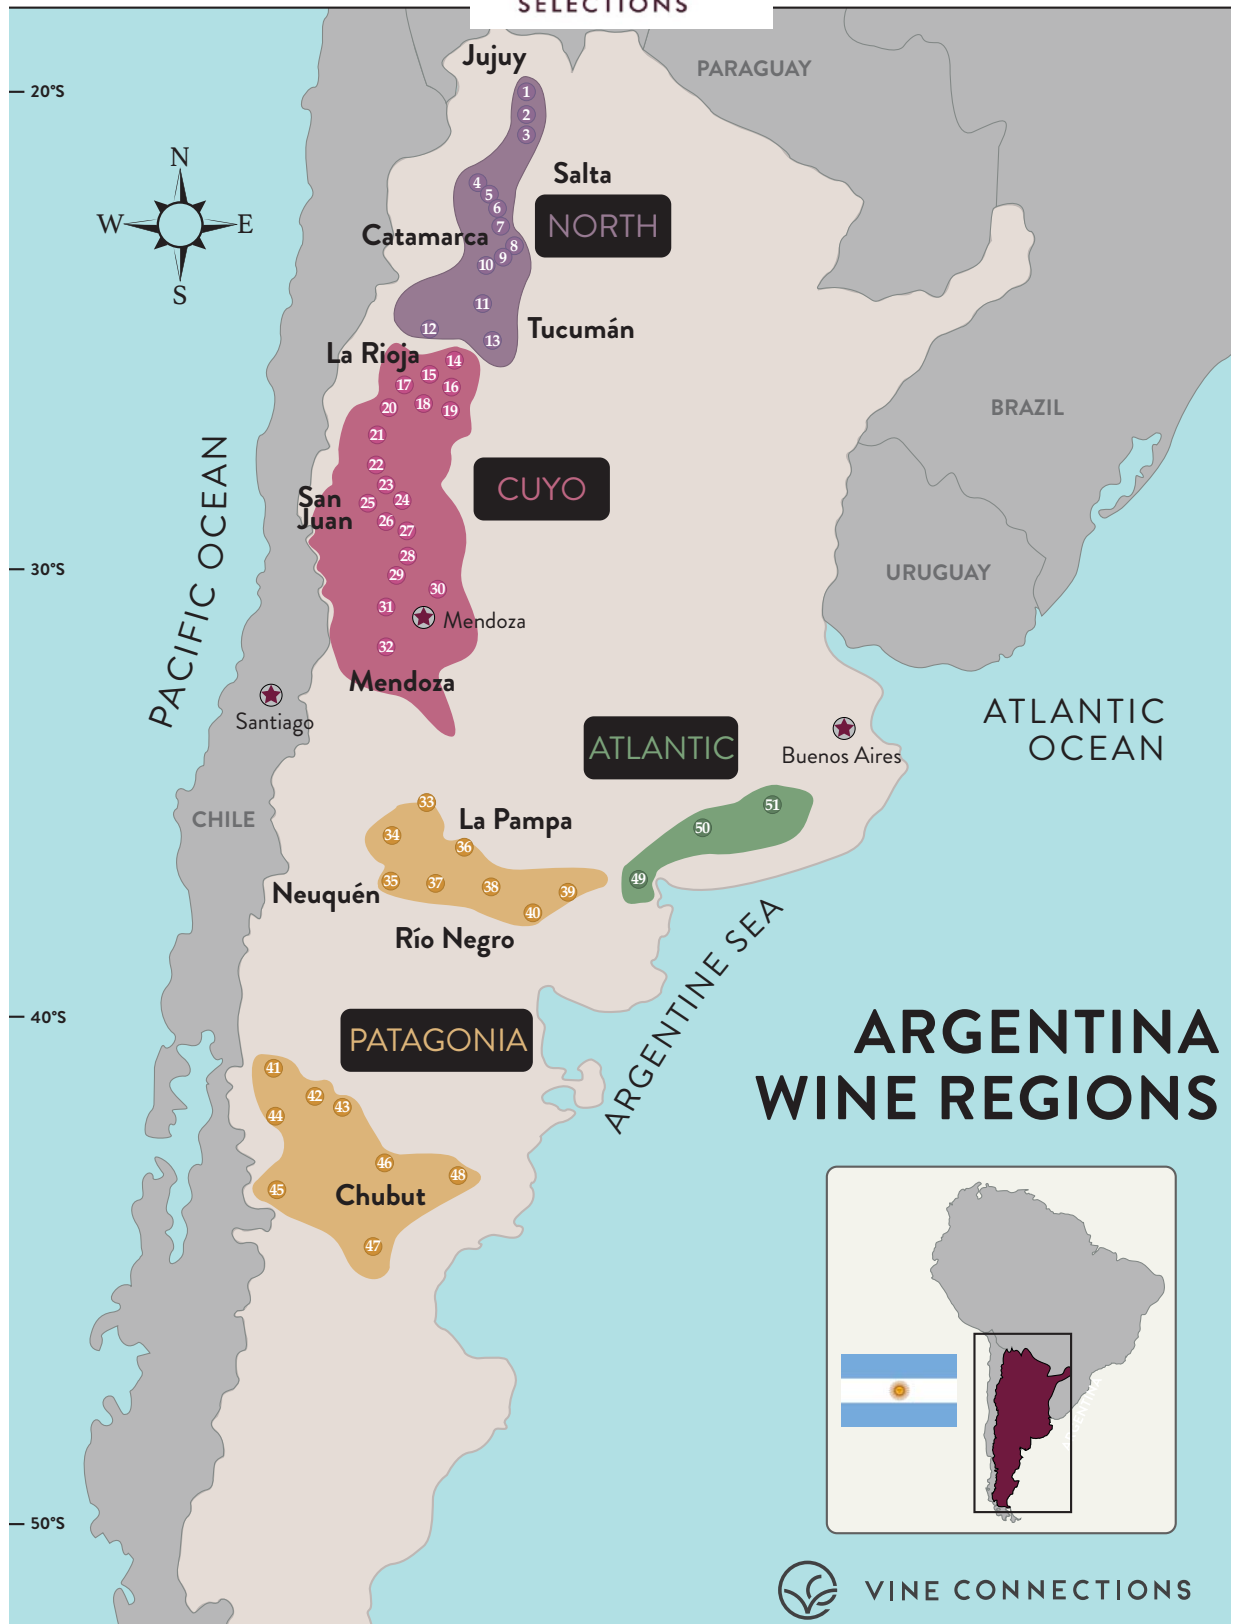 SELECTIONS
Jujuy
PARAGUAY
20°S
1
2
3
N
W
E
S
Salta
4
5
6
NORTH
7
Catamarca
8
9
10
11
12
13
Tucumán
La Rioja
14
15
16
17
18
19
20
BRAZIL
21
22
23
CUYO
San
Juan
24
25
26
27
28
30°S
29
30
URUGUAY
31
Mendoza
32
Mendoza
PACIFIC OCEAN
Santiago
ATLANTIC
OCEAN
ATLANTIC
Buenos Aires
CHILE
33
La Pampa
34
36
51
50
49
35
37
38
39
40
Neuquén
Río Negro
ARGENTINE SEA
40°S
PATAGONIA
ARGENTINA
WINE REGIONS
41
42
43
44
46
48
45
Chubut
47
ARGENTINA
50°S
VINE CONNECTIONS